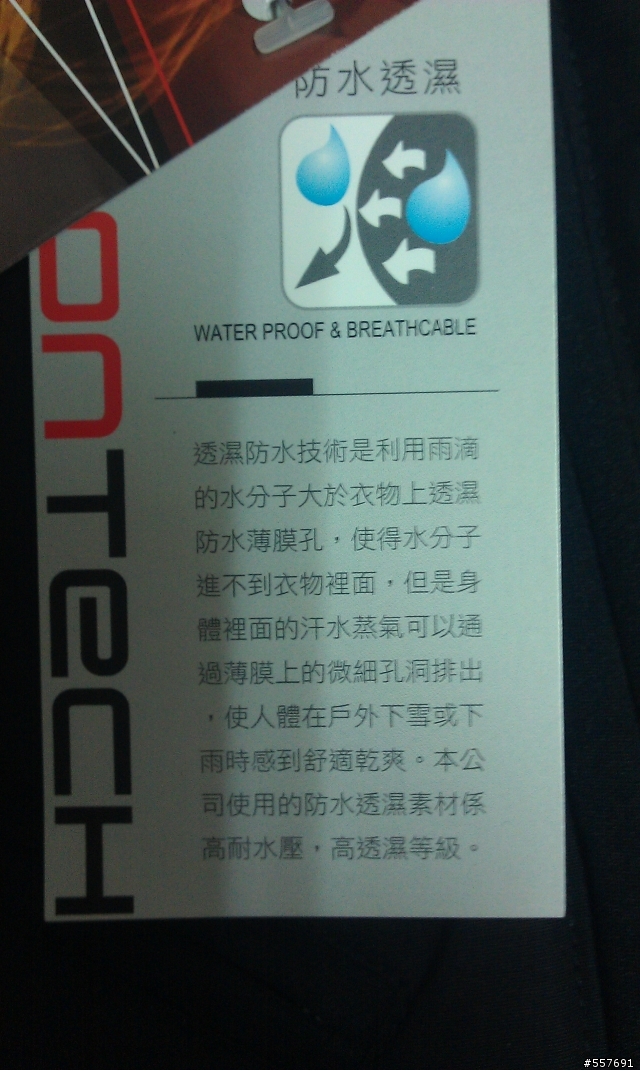 防水透濕
WATER PROOF & BREATHCABLE
透濕防水技術是利用雨滴
的水分子大於衣物上透濕
防水薄膜孔，使得水分子
進不到衣物裡面，但是身
體裡面的汗水蒸氣可以通
過薄膜上的微細孔洞排出
，使人體在戶外下雪或下
雨時感到舒適乾爽。本公
司使用的防水透濕素材係
高耐水壓，高透濕等級。
ONTECH
#557691